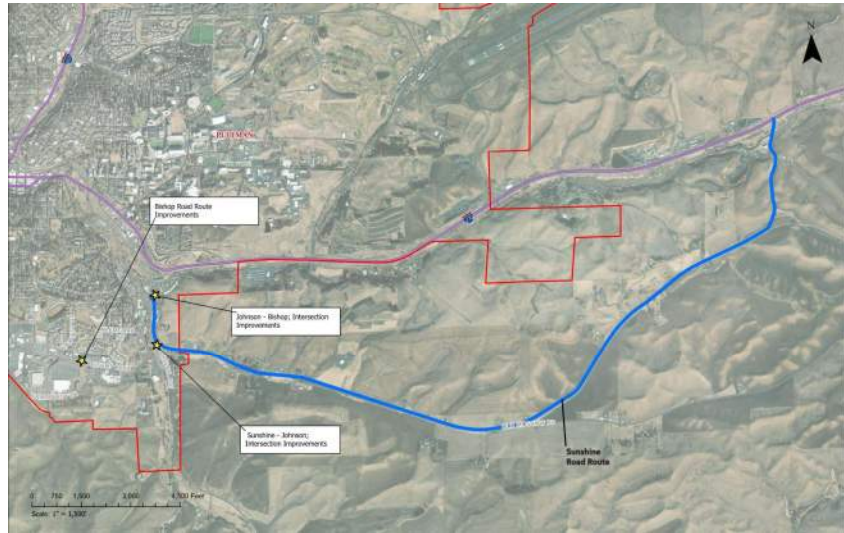 N
PULLMAN
Bishop Road Route
Improvements
Johnson - Bishop; Intersection
Improvements
Sunshine - Johnson;
Intersection Improvements
Sunshine
Road Route
0 750 1,500 3,000 4,500 Feet
Scale: 1" = 1,500'